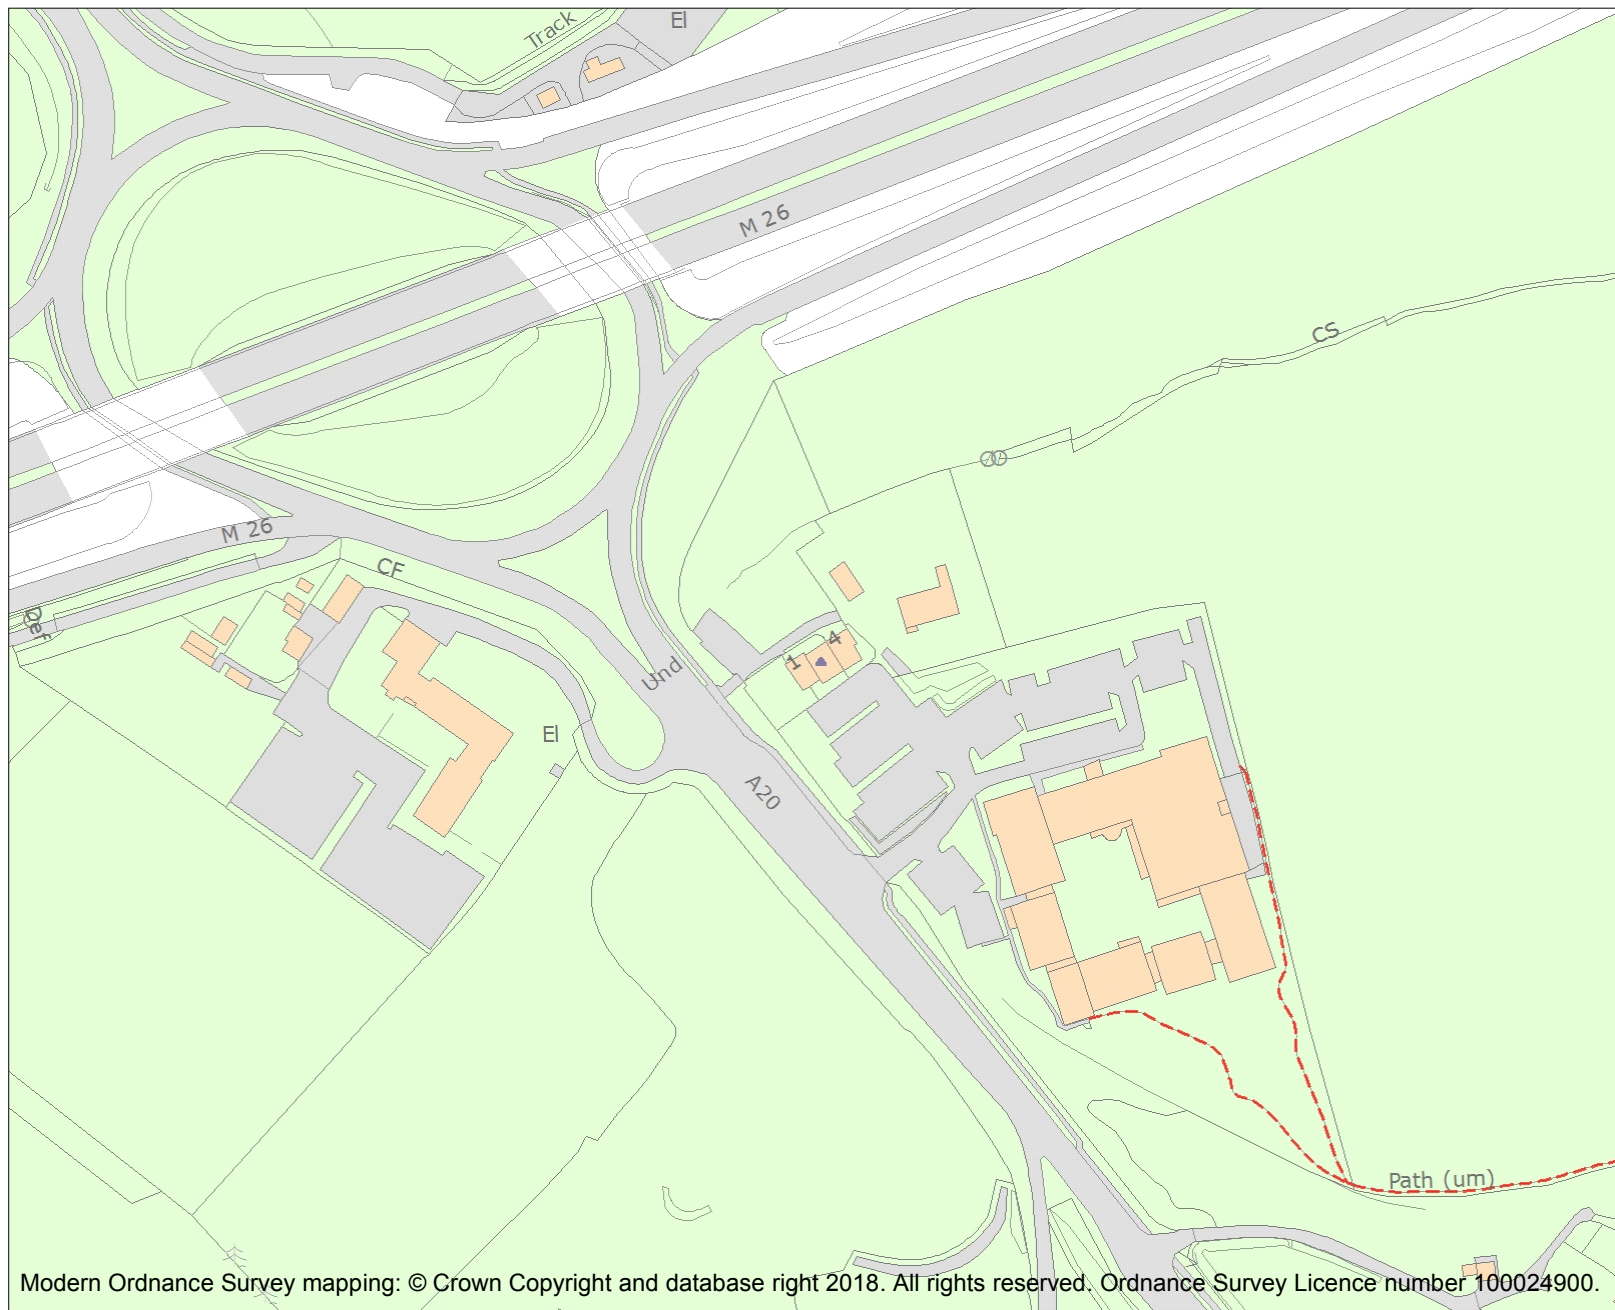 El
Track
M 26
CS
M 26
CF
Def
4
1
Und
El
A20
Path (um)
Modern Ordnance Survey mapping: © Crown Copyright and database right 2018. All rights reserved. Ordnance Survey Licence number 100024900.